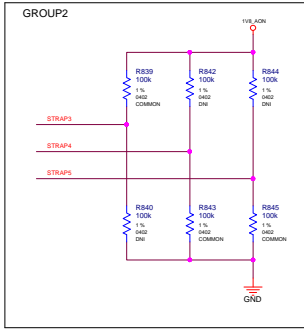 GROUP2
1V8_AON
R839
100k
1 %
0402
COMMON
R842
100k
1 %
0402
DNI
R844
100k
1 %
0402
DNI
STRAP3
STRAP4
STRAP5
R840
100k
1 %
0402
DNI
R843
100k
1 %
0402
COMMON
R845
100k
1 %
0402
COMMON
GND